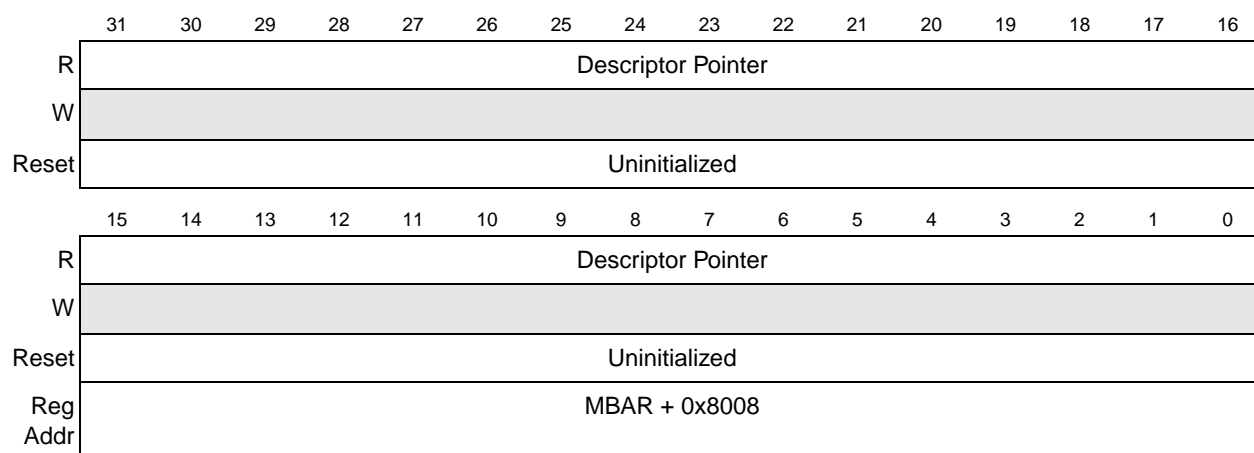 31 30 29 28 27 26 25 24 23 22 21 20 19 18 17 16
R Descriptor Pointer
W
Reset Uninitialized
15 14 13 12 11 10 9 8 7 6 5 4 3 2 1 0
R Descriptor Pointer
W
Reset Uninitialized
Reg MBAR + 0x8008
Addr